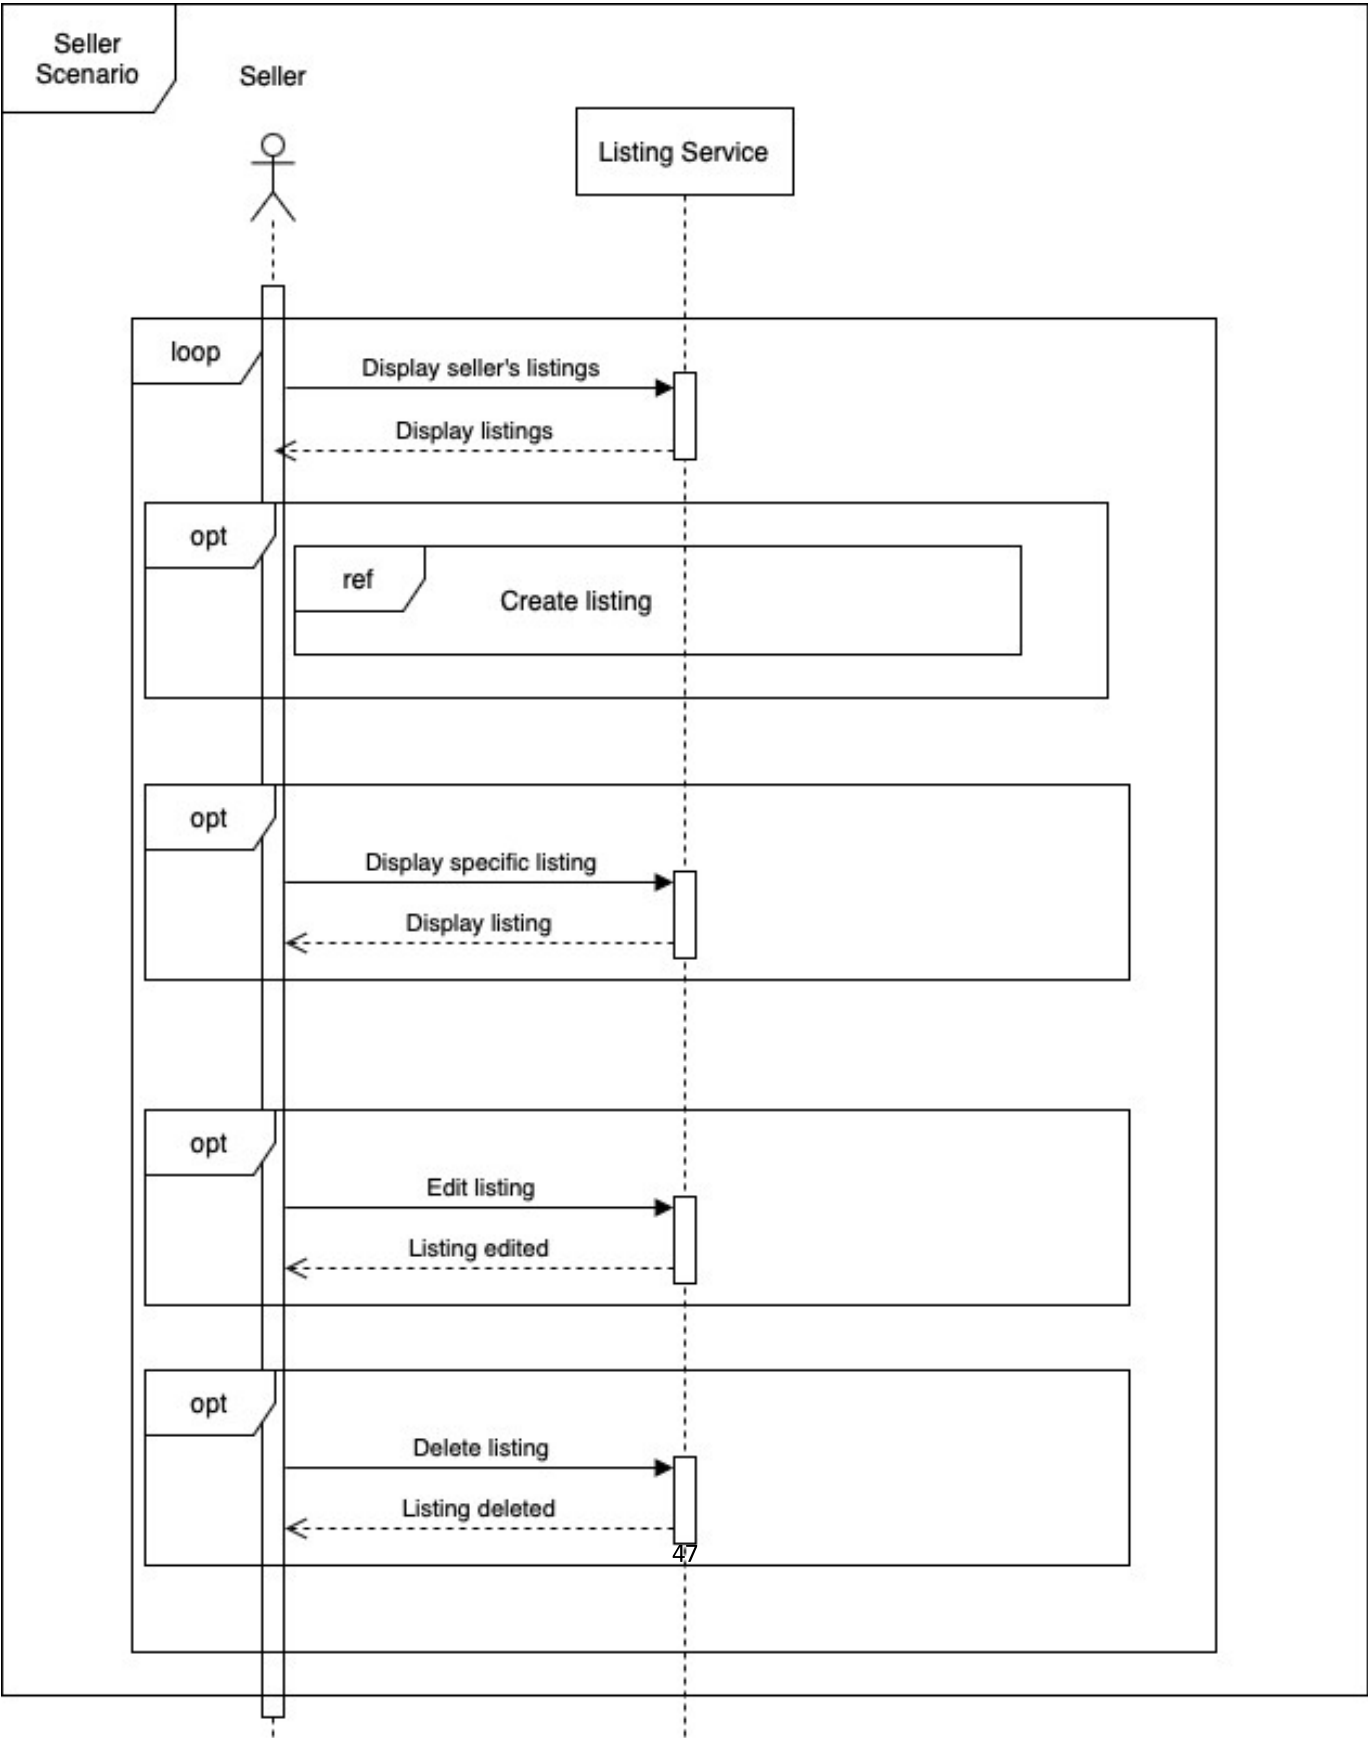 Seller
Scenario
Seller
Listing Service
loop
Display seller's listings
Display listings
opt
ref
Create listing
opt
Display specific listing
Display listing
opt
Edit listing
Listing edited
opt
Delete listing
Listing deleted
47